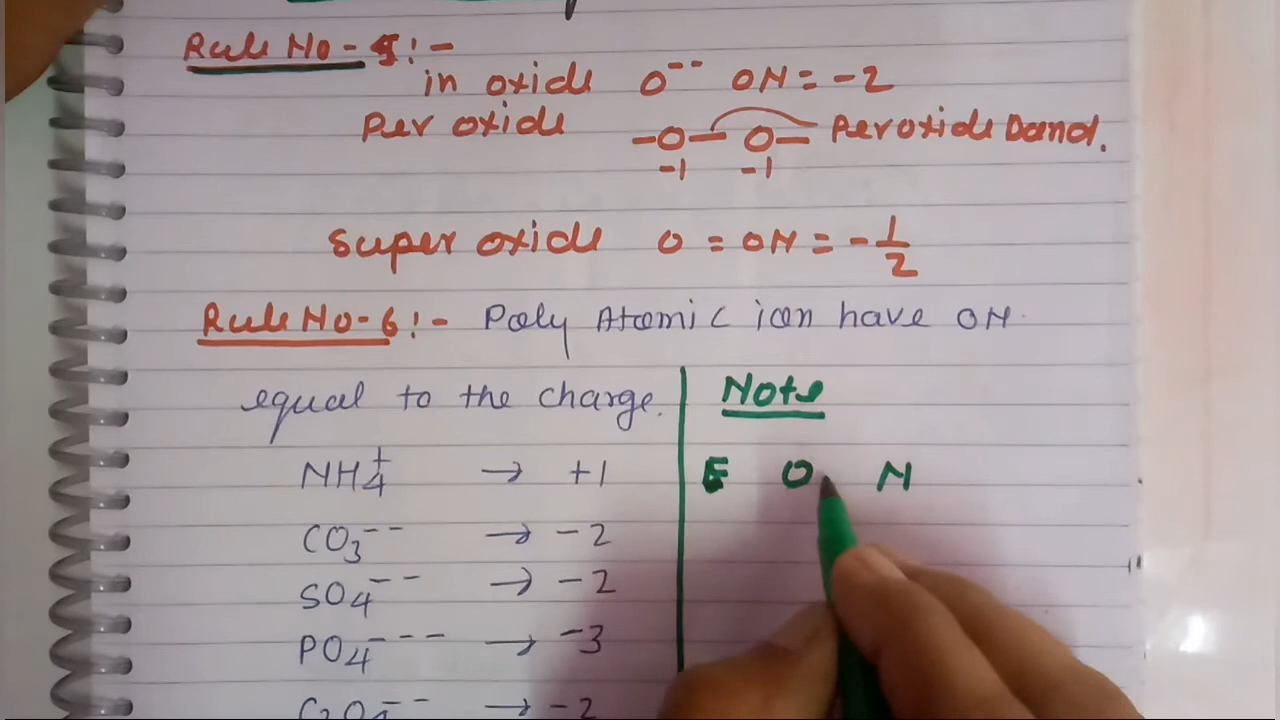 Rule No - 5 :-
in oxide O-- ON = -2
Per oxide -O-O- Peroxide Band.
-1 -1
Super oxide O = ON = -1/2
Rule No - 6 :- Poly Atomic ion have ON.
equal to the charge. Note
NH4+ → +1 F O N
CO3-- → -2
SO4-- → -2
PO4--- → -3
-- → -2